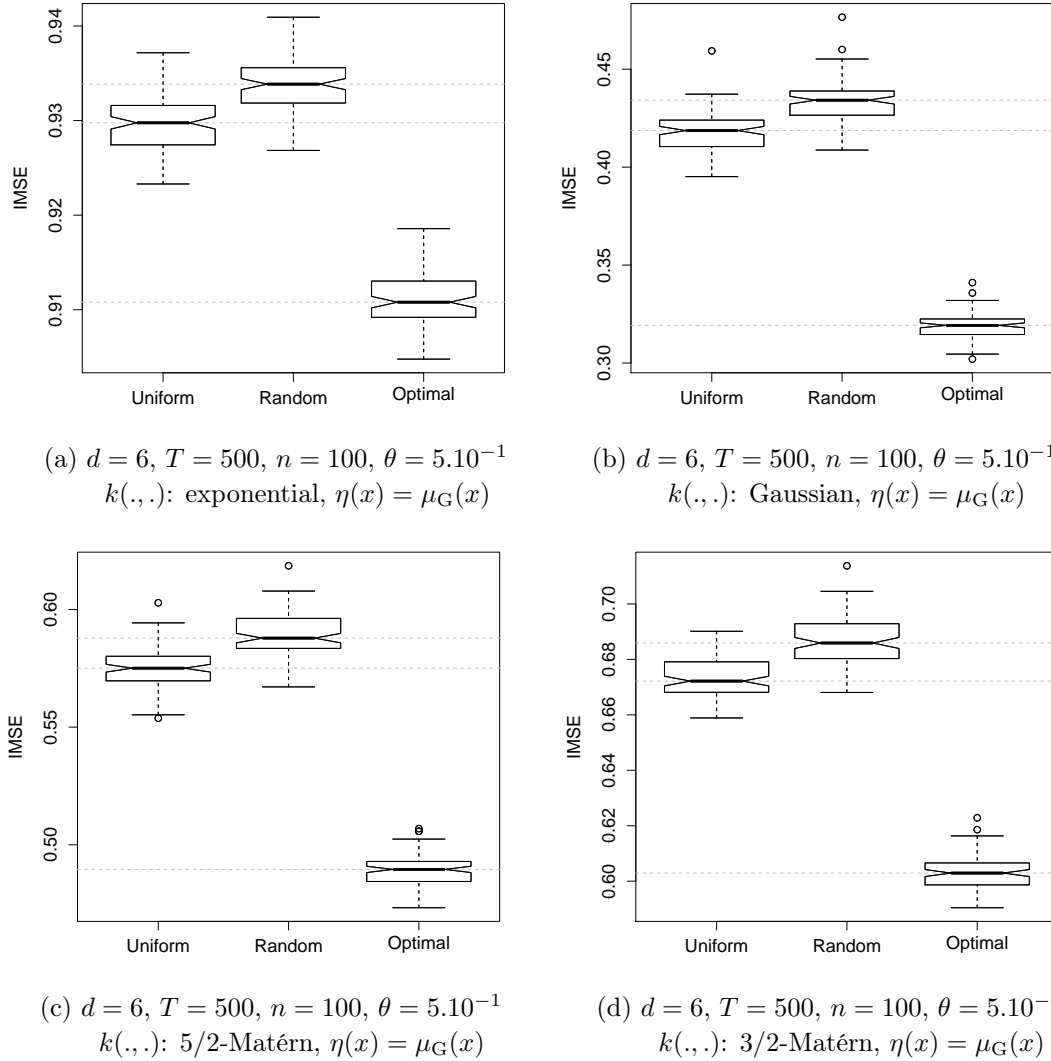 0.94
0.93
0.92
0.91
IMSE
Uniform
Random
Optimal
(a) d = 6, T = 500, n = 100, θ = 5.10⁻¹
k(., .): exponential, η(x) = μ_G(x)
0.45
0.40
0.35
0.30
IMSE
Uniform
Random
Optimal
(b) d = 6, T = 500, n = 100, θ = 5.10⁻¹
k(., .): Gaussian, η(x) = μ_G(x)
0.60
0.55
0.50
IMSE
Uniform
Random
Optimal
(c) d = 6, T = 500, n = 100, θ = 5.10⁻¹
k(., .): 5/2-Matérn, η(x) = μ_G(x)
0.70
0.68
0.66
0.64
0.62
0.60
IMSE
Uniform
Random
Optimal
(d) d = 6, T = 500, n = 100, θ = 5.10⁻
k(., .): 3/2-Matérn, η(x) = μ_G(x)